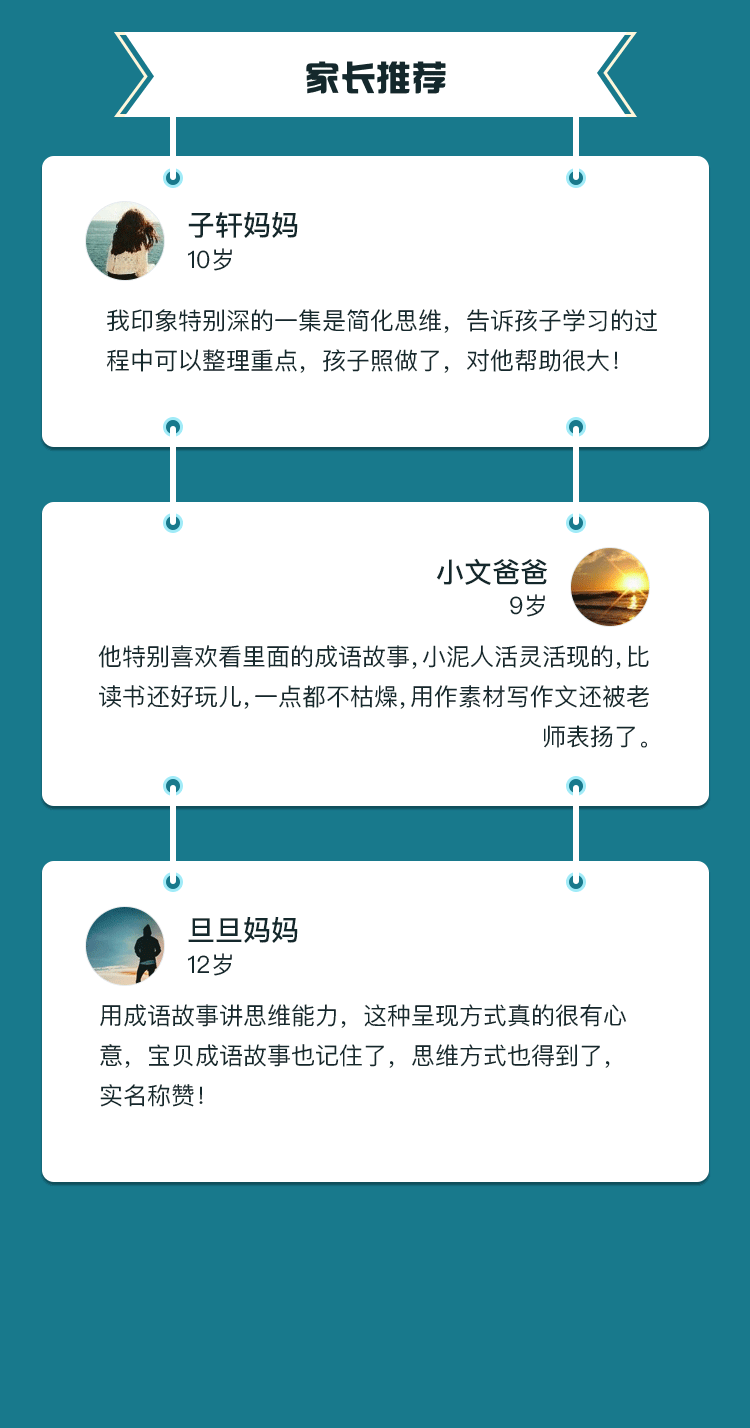 家长推荐
子轩妈妈
10岁
我印象特别深的一集是简化思维，告诉孩子学习的过
程中可以整理重点，孩子照做了，对他帮助很大！
小文爸爸
9岁
他特别喜欢看里面的成语故事,小泥人活灵活现的,比
读书还好玩儿,一点都不枯燥,用作素材写作文还被老
师表扬了。
旦旦妈妈
12岁
用成语故事讲思维能力，这种呈现方式真的很有心
意，宝贝成语故事也记住了，思维方式也得到了，
实名称赞！